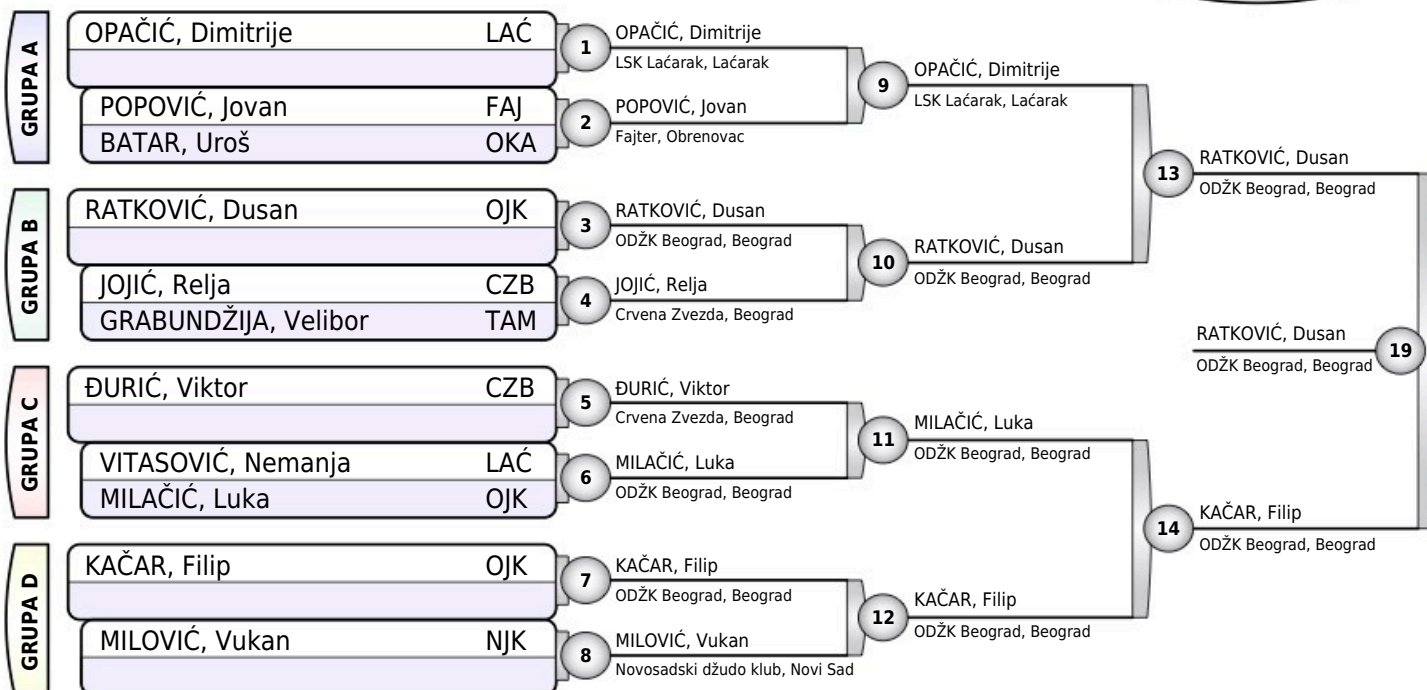 GRUPA A
OPAČIĆ, Dimitrije LAĆ
POPOVIĆ, Jovan FAJ
BATAR, Uroš OKA
1
OPAČIĆ, Dimitrije
LSK Laćarak, Laćarak
2
POPOVIĆ, Jovan
Fajter, Obrenovac
9
OPAČIĆ, Dimitrije
LSK Laćarak, Laćarak
GRUPA B
RATKOVIĆ, Dusan OJK
JOJIĆ, Relja CZB
GRABUNDŽIJA, Velibor TAM
3
RATKOVIĆ, Dusan
ODŽK Beograd, Beograd
4
JOJIĆ, Relja
Crvena Zvezda, Beograd
10
RATKOVIĆ, Dusan
ODŽK Beograd, Beograd
13
RATKOVIĆ, Dusan
ODŽK Beograd, Beograd
GRUPA C
ĐURIĆ, Viktor CZB
VITASOVIĆ, Nemanja LAĆ
MILAČIĆ, Luka OJK
5
ĐURIĆ, Viktor
Crvena Zvezda, Beograd
6
MILAČIĆ, Luka
ODŽK Beograd, Beograd
11
MILAČIĆ, Luka
ODŽK Beograd, Beograd
GRUPA D
KAČAR, Filip OJK
MILOVIĆ, Vukan NJK
7
KAČAR, Filip
ODŽK Beograd, Beograd
8
MILOVIĆ, Vukan
Novosadski džudo klub, Novi Sad
12
KAČAR, Filip
ODŽK Beograd, Beograd
14
KAČAR, Filip
ODŽK Beograd, Beograd
RATKOVIĆ, Dusan
ODŽK Beograd, Beograd
19